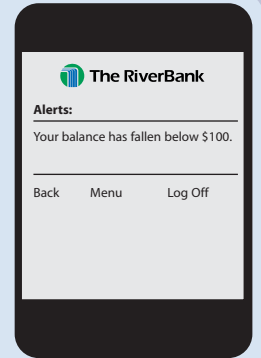 The RiverBank
Alerts:
Your balance has fallen below $100.
Back Menu Log Off